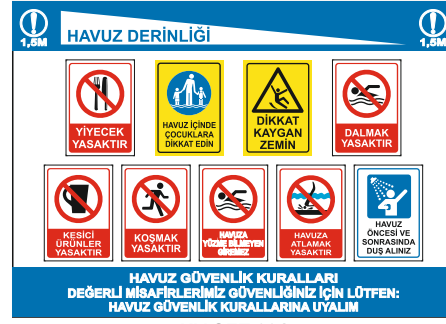 1,5M
HAVUZ DERİNLİĞİ
1,5M
YİYECEK
YASAKTIR
HAVUZ İÇİNDE
ÇOCUKLARA
DİKKAT EDİN
DİKKAT
KAYGAN
ZEMİN
DALMAK
YASAKTIR
KESİCİ
ÜRÜNLER
YASAKTIR
KOŞMAK
YASAKTIR
HAVUZA
YÜZME BİLMEYEN
GİREMEZ
HAVUZA
ATLAMAK
YASAKTIR
HAVUZ
ÖNCESİ VE
SONRASINDA
DUŞ ALINIZ
HAVUZ GÜVENLİK KURALLARI
DEĞERLİ MİSAFİRLERİMİZ GÜVENLİĞİNİZ İÇİN LÜTFEN:
HAVUZ GÜVENLİK KURALLARINA UYALIM